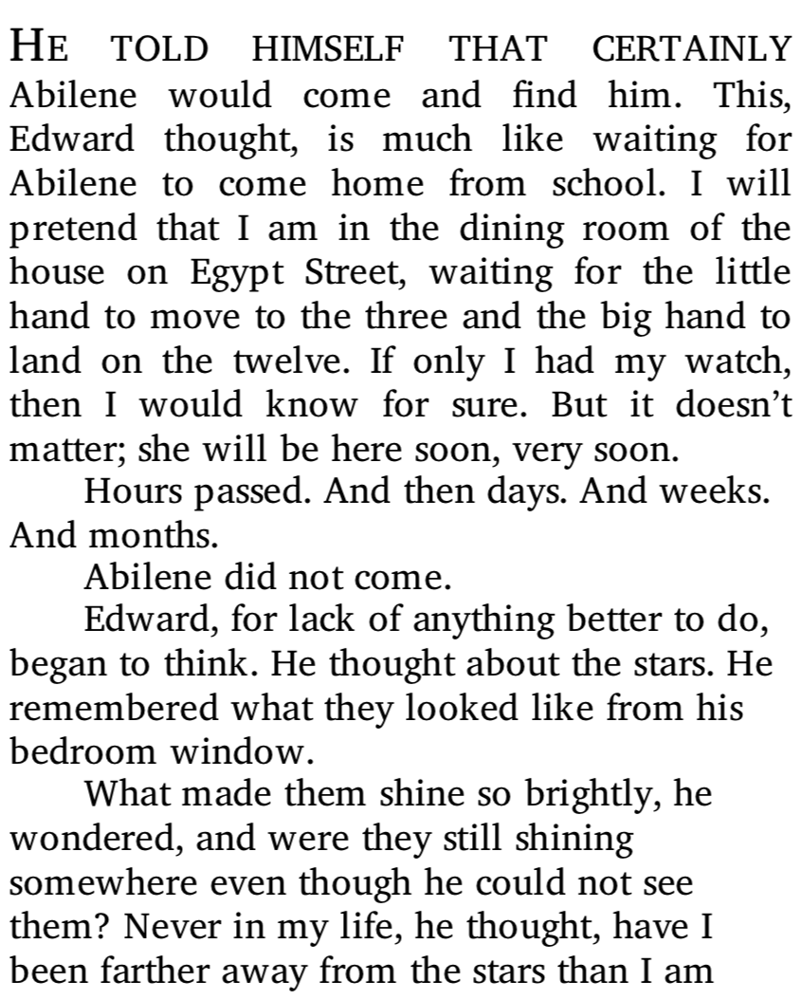 HE TOLD HIMSELF THAT CERTAINLY
Abilene would come and find him. This,
Edward thought, is much like waiting for
Abilene to come home from school. I will
pretend that I am in the dining room of the
house on Egypt Street, waiting for the little
hand to move to the three and the big hand to
land on the twelve. If only I had my watch,
then I would know for sure. But it doesn’t
matter; she will be here soon, very soon.
Hours passed. And then days. And weeks.
And months.
Abilene did not come.
Edward, for lack of anything better to do,
began to think. He thought about the stars. He
remembered what they looked like from his
bedroom window.
What made them shine so brightly, he
wondered, and were they still shining
somewhere even though he could not see
them? Never in my life, he thought, have I
been farther away from the stars than I am